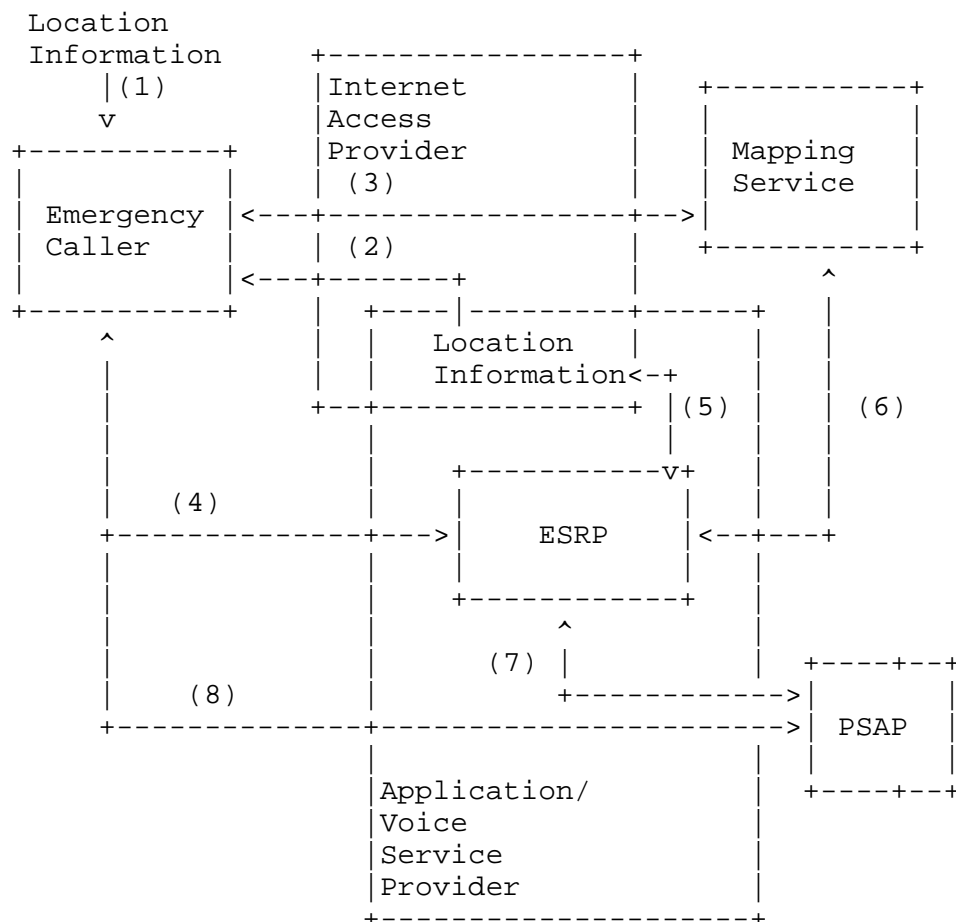 Location
Information
(1)
Internet
Access
Provider
Mapping
Service
(3)
Emergency
Caller
(2)
Location
Information
(5)
(6)
(4)
ESRP
(7)
(8)
PSAP
Application/
Voice
Service
Provider